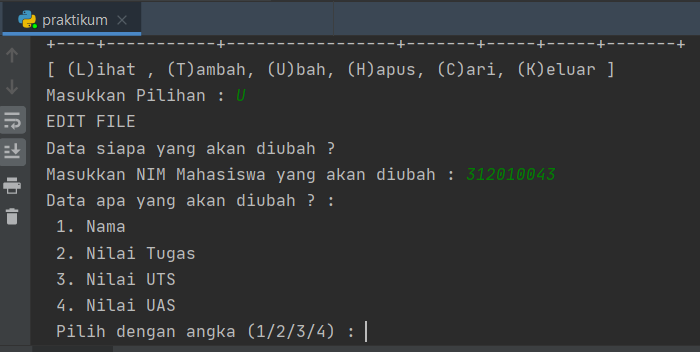 praktikum
+----+-----------+----------------+-------+-----+-----+-------+
[ (L)ihat , (T)ambah, (U)bah, (H)apus, (C)ari, (K)eluar ]
Masukkan Pilihan : U
EDIT FILE
Data siapa yang akan diubah ?
Masukkan NIM Mahasiswa yang akan diubah : 312010043
Data apa yang akan diubah ? :
1. Nama
2. Nilai Tugas
3. Nilai UTS
4. Nilai UAS
Pilih dengan angka (1/2/3/4) :